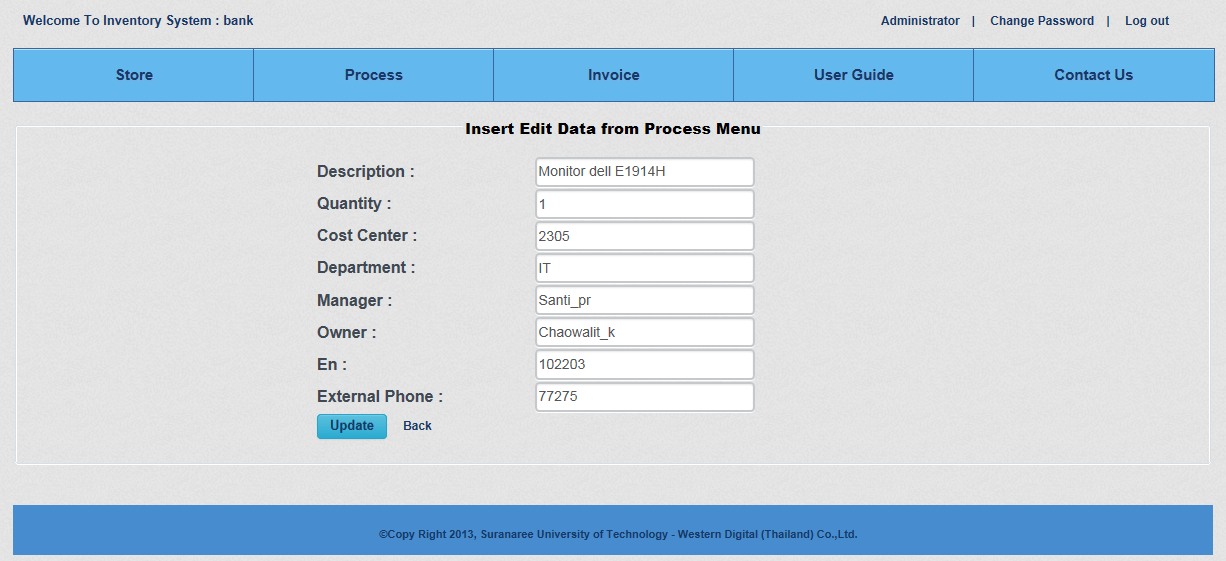 Welcome To Inventory System : bank
Administrator | Change Password | Log out
Store Process Invoice User Guide Contact Us
Insert Edit Data from Process Menu
Description : Monitor dell E1914H
Quantity : 1
Cost Center : 2305
Department : IT
Manager : Santi_pr
Owner : Chaowalit_k
En : 102203
External Phone : 77275
Update Back
©Copy Right 2013, Suranaree University of Technology - Western Digital (Thailand) Co.,Ltd.